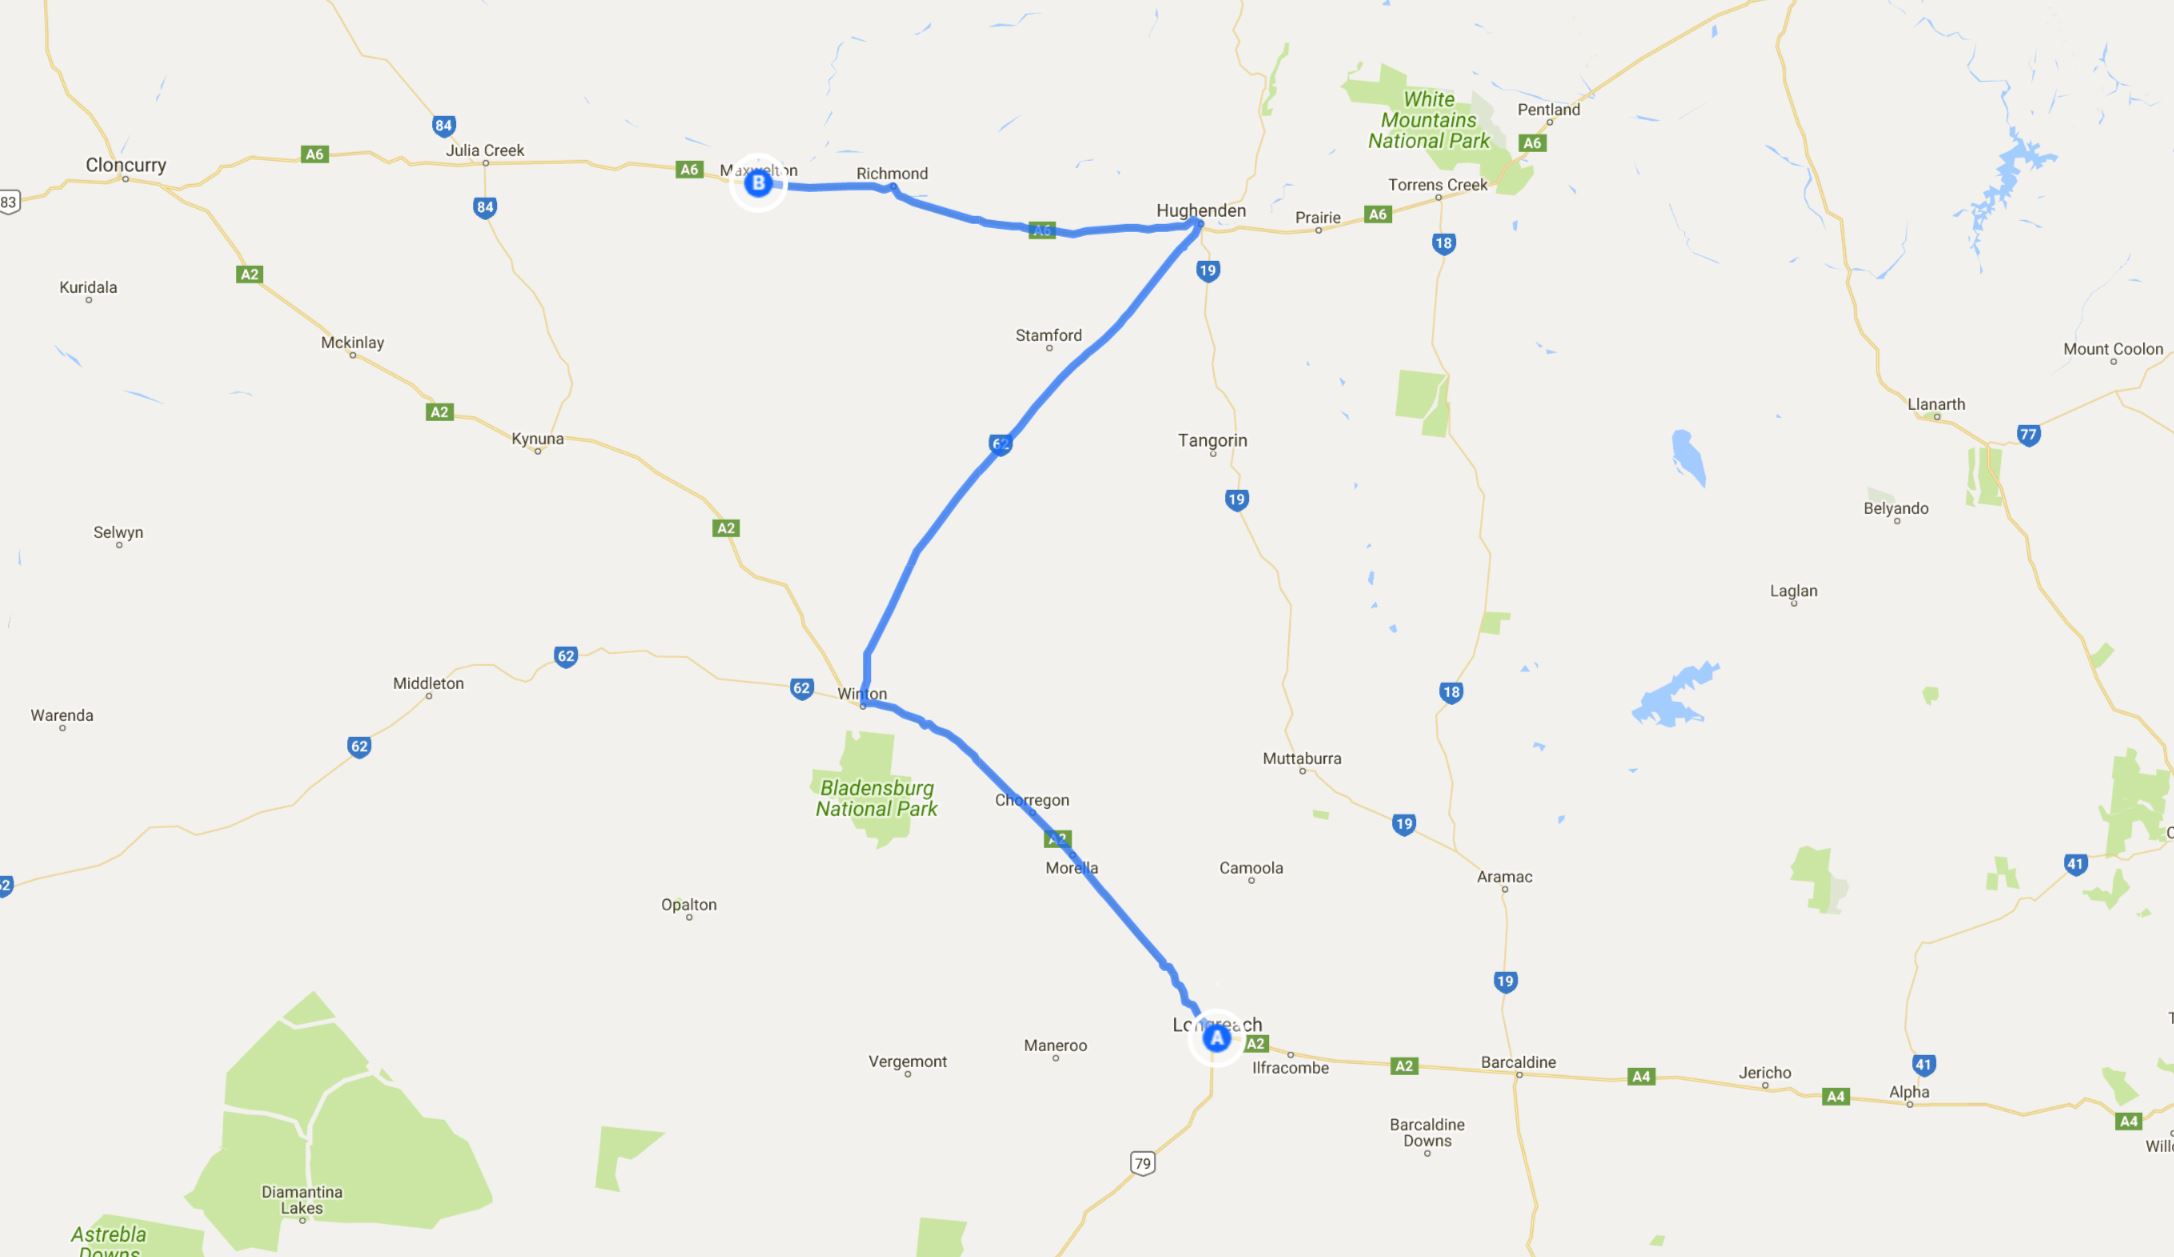 White
Mountains
National Park
Pentland
A6
84
Julia Creek
A6
Cloncurry
A6
Maxwelton
B
Richmond
Torrens Creek
83
84
Hughenden
Prairie
A6
A6
18
19
A2
Kuridala
Stamford
Mckinlay
Mount Coolon
Llanarth
A2
Kynuna
62
Tangorin
77
19
Belyando
A2
Selwyn
Laglan
62
Middleton
62
Winton
18
Warenda
62
Muttaburra
Bladensburg
National Park
Chorregon
19
A2
Morella
Camoola
Aramac
41
62
Opalton
19
Longreach
A
A2
Maneroo
Vergemont
Ilfracombe
A2
Barcaldine
A4
Jericho
41
A4
Alpha
A4
Barcaldine
Downs
79
Diamantina
Lakes
Astrebla
Downs